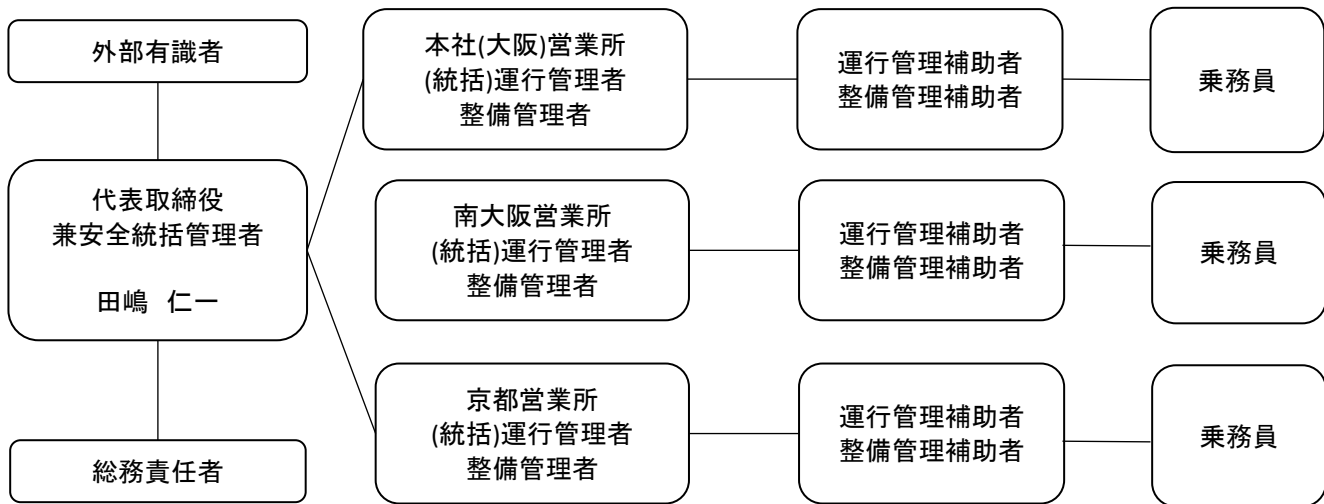 外部有識者
代表取締役
兼安全統括管理者
田嶋 仁一
総務責任者
本社(大阪)営業所
(統括)運行管理者
整備管理者
運行管理補助者
整備管理補助者
乗務員
南大阪営業所
(統括)運行管理者
整備管理者
運行管理補助者
整備管理補助者
乗務員
京都営業所
(統括)運行管理者
整備管理者
運行管理補助者
整備管理補助者
乗務員